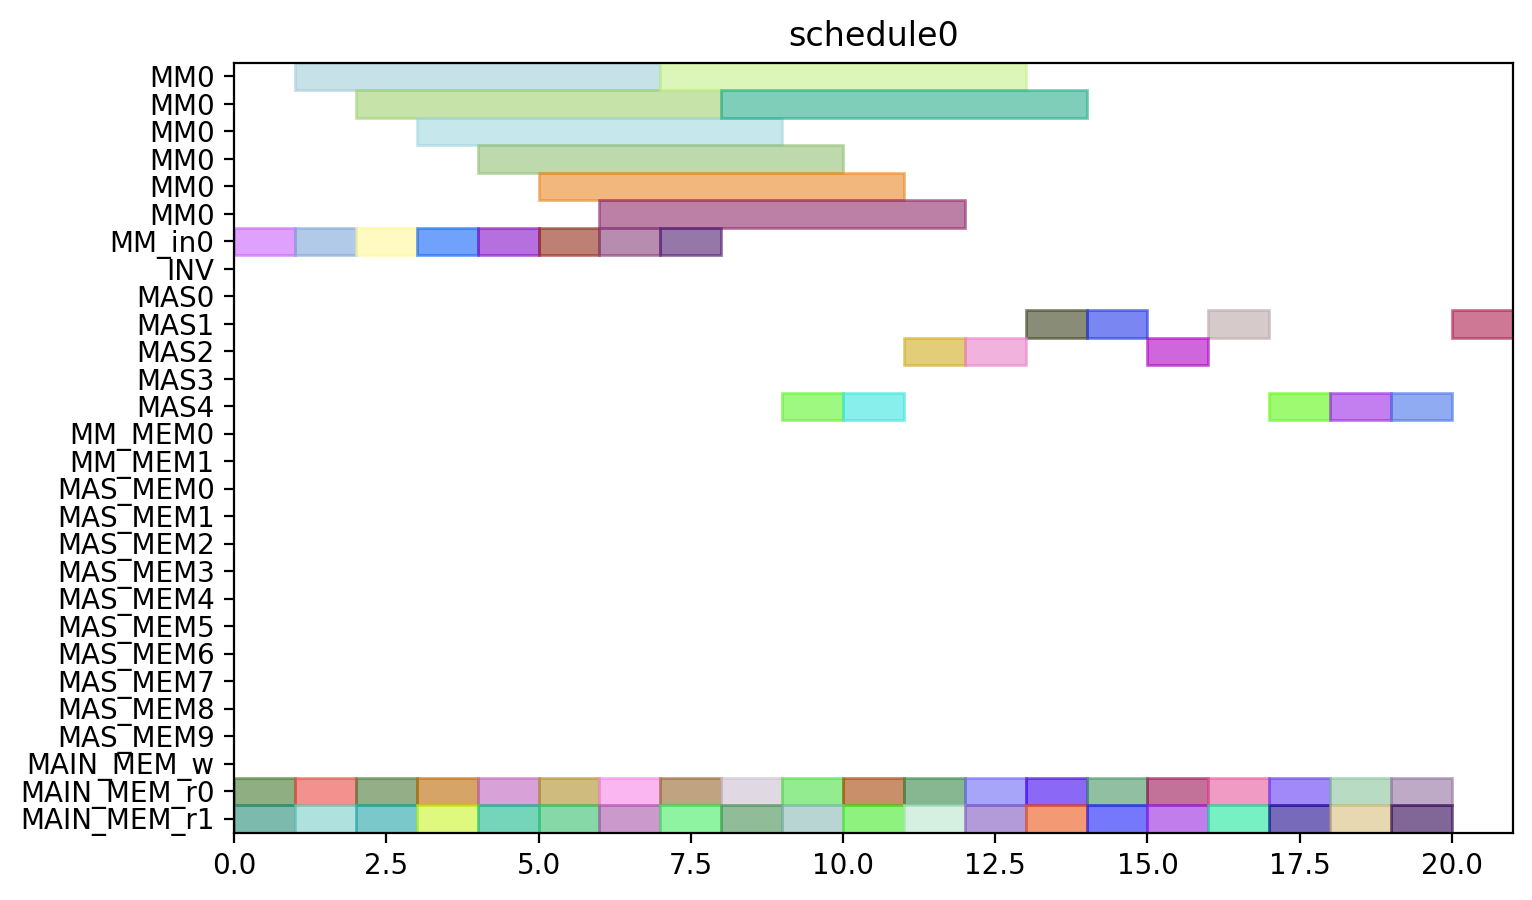 schedule0
MM0
MM0
MM0
MM0
MM0
MM0
MM_in0
INV
MAS0
MAS1
MAS2
MAS3
MAS4
MM_MEM0
MM_MEM1
MAS_MEM0
MAS_MEM1
MAS_MEM2
MAS_MEM3
MAS_MEM4
MAS_MEM5
MAS_MEM6
MAS_MEM7
MAS_MEM8
MAS_MEM9
MAIN_MEM_w
MAIN_MEM_r0
MAIN_MEM_r1
0.0 2.5 5.0 7.5 10.0 12.5 15.0 17.5 20.0